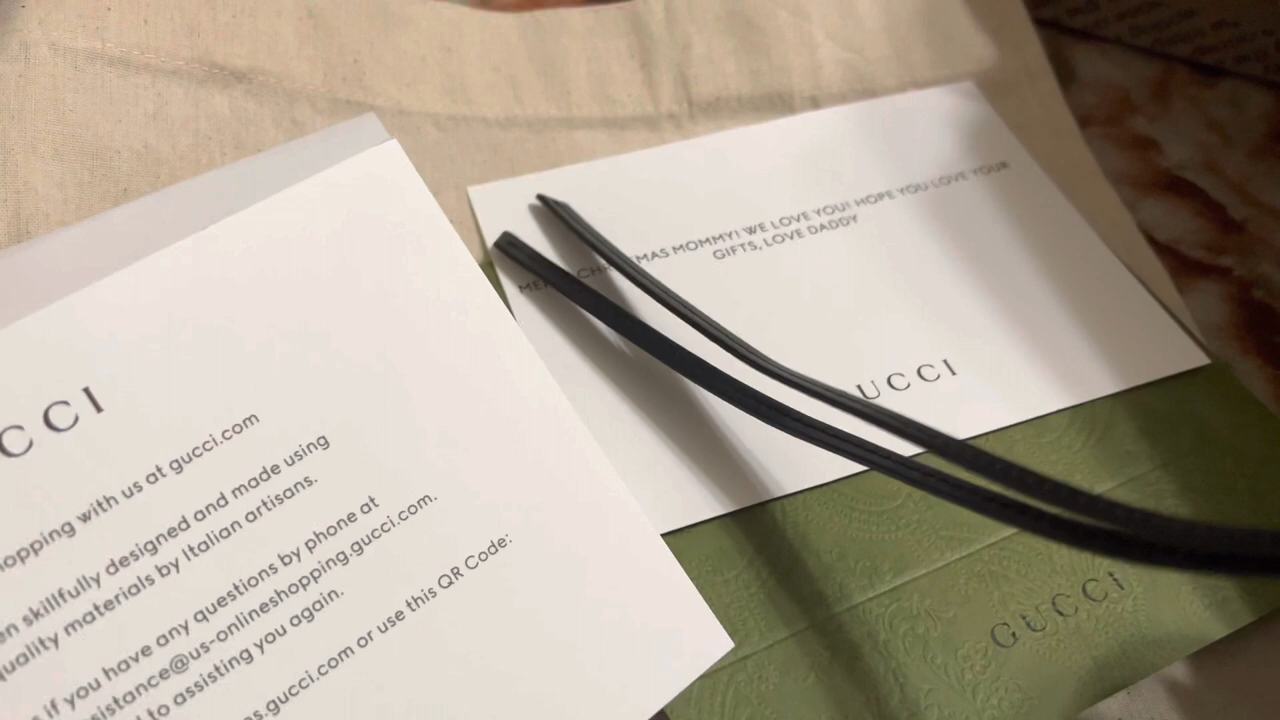 CCI
opping with us at gucci.com
en skillfully designed and made using
quality materials by Italian artisans.
if you have any questions by phone at
sistance@us-onlineshopping.gucci.com.
to assisting you again.
s.gucci.com or use this QR Code:
MAS MOMMY! WE LOVE YOU! HOPE YOU LOVE YOUR
GIFTS, LOVE DADDY
UCCI
GUCCI